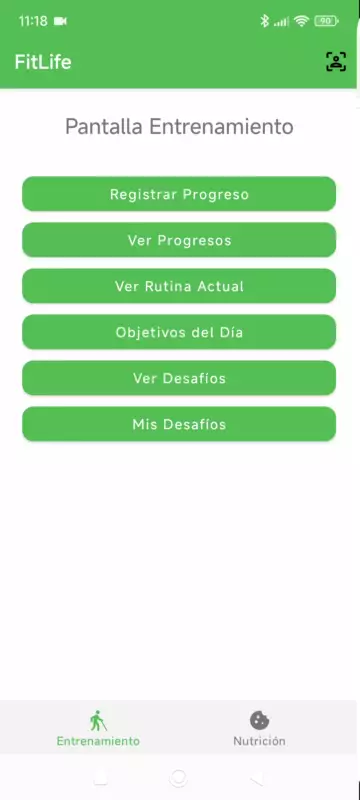 11:18
90
FitLife
Pantalla Entrenamiento
Registrar Progreso
Ver Progresos
Ver Rutina Actual
Objetivos del Día
Ver Desafíos
Mis Desafíos
Entrenamiento
Nutrición